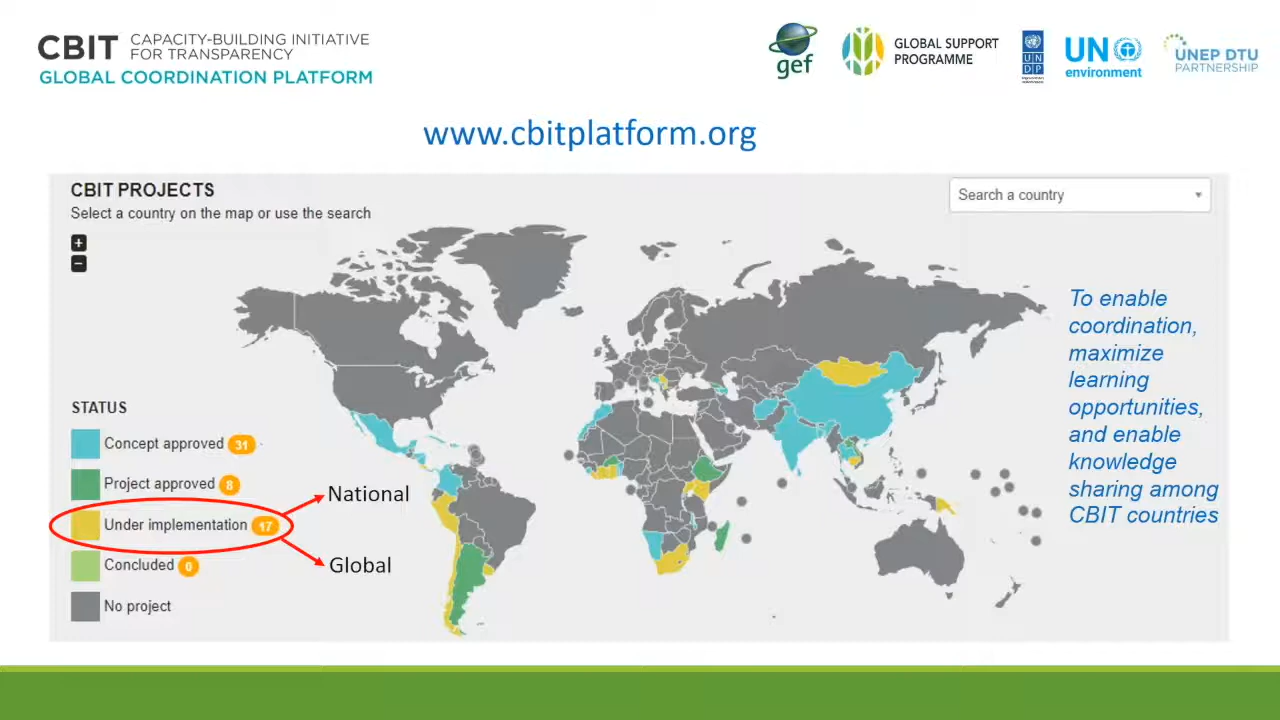 CBIT CAPACITY-BUILDING INITIATIVE
FOR TRANSPARENCY
GLOBAL COORDINATION PLATFORM
gef
GLOBAL SUPPORT
PROGRAMME
U N
D P
UN
environment
UNEP DTU
PARTNERSHIP
www.cbitplatform.org
CBIT PROJECTS
Select a country on the map or use the search
Search a country
+
−
To enable
coordination,
maximize
learning
opportunities,
and enable
knowledge
sharing among
CBIT countries
STATUS
Concept approved 31
Project approved 8
Under implementation 17
Concluded 0
No project
National
Global